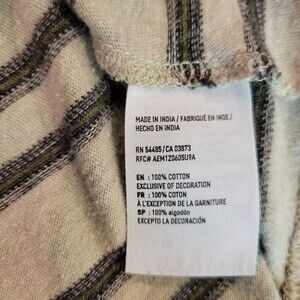 MADE IN INDIA / FABRIQUÉ EN INDE /
HECHO EN INDIA
RN 54485 / CA 03873
RFC# AEM120605U9A
EN : 100% COTTON
EXCLUSIVE OF DECORATION
FR : 100% COTON
À L'EXCEPTION DE LA GARNITURE
SP : 100% algodón
EXCEPTO LA DECORACIÓN